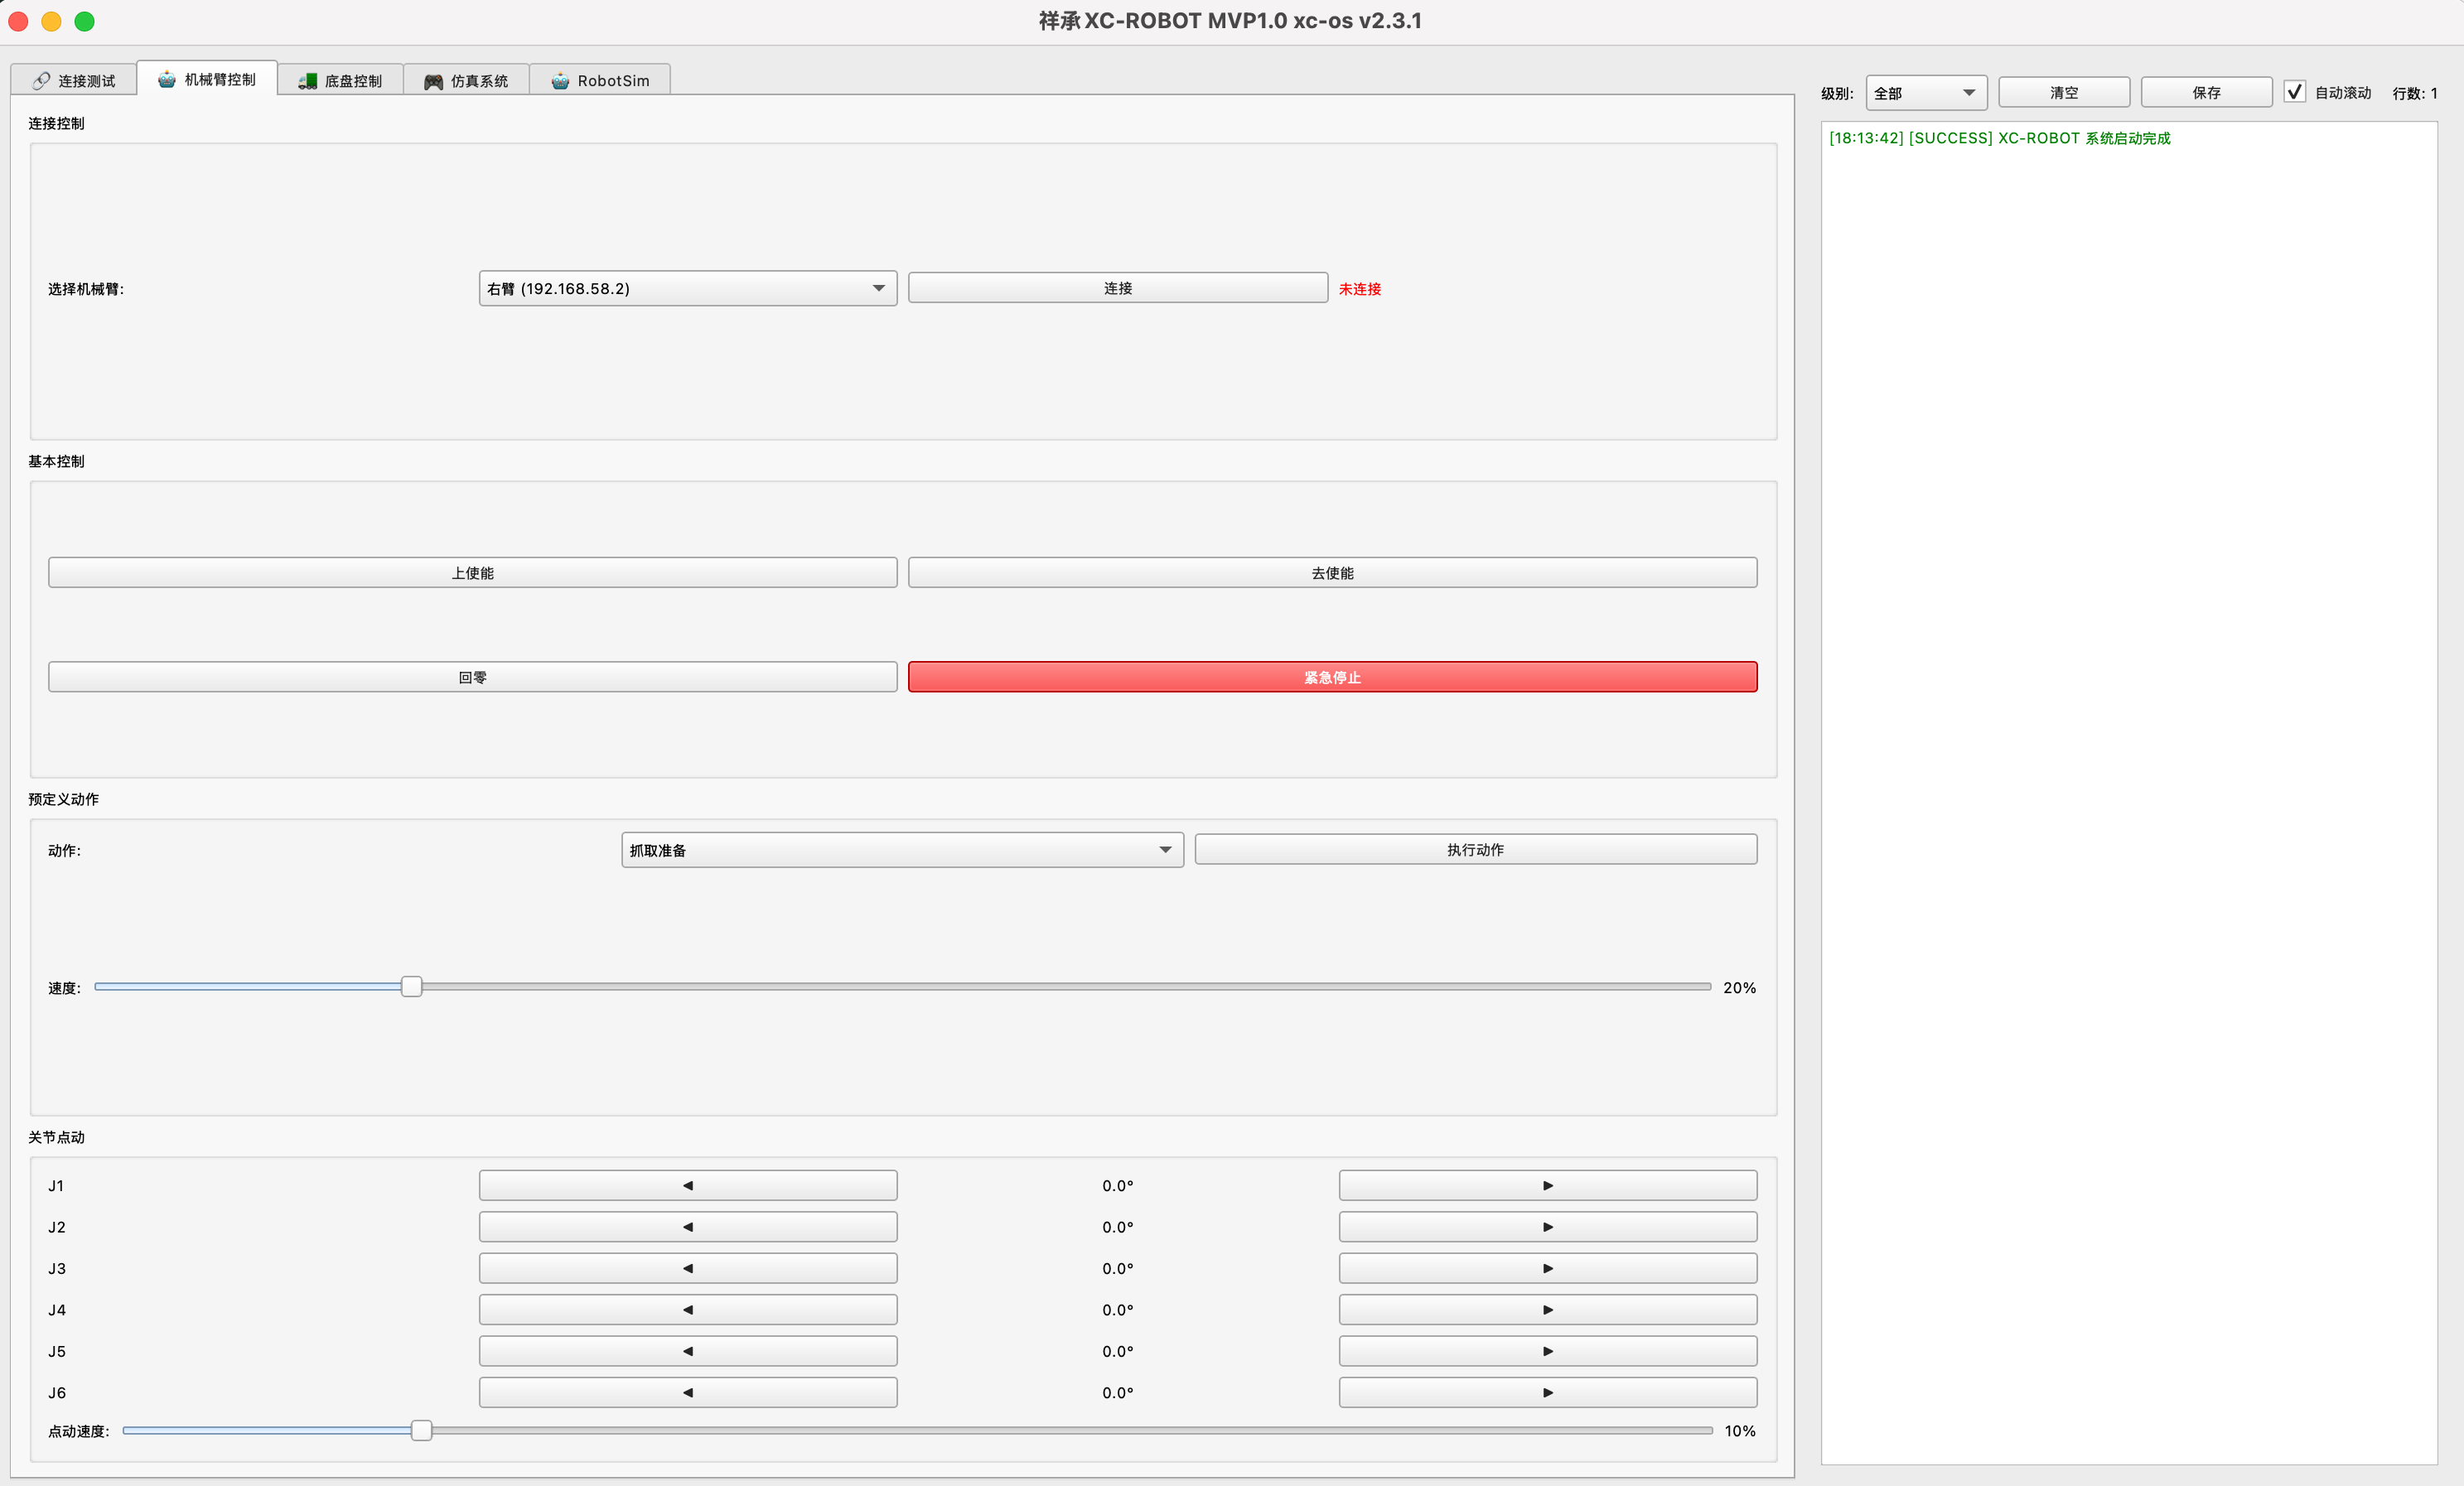 祥承XC-ROBOT MVP1.0 xc-os v2.3.1
连接测试 机械臂控制 底盘控制 仿真系统 RobotSim
级别: 全部 清空 保存 自动滚动 行数: 1
[18:13:42] [SUCCESS] XC-ROBOT 系统启动完成
连接控制
选择机械臂: 右臂 (192.168.58.2) 连接 未连接
基本控制
上使能 去使能
回零 紧急停止
预定义动作
动作: 抓取准备 执行动作
速度: 20%
关节点动
J1 ◀ 0.0° ▶
J2 ◀ 0.0° ▶
J3 ◀ 0.0° ▶
J4 ◀ 0.0° ▶
J5 ◀ 0.0° ▶
J6 ◀ 0.0° ▶
点动速度: 10%